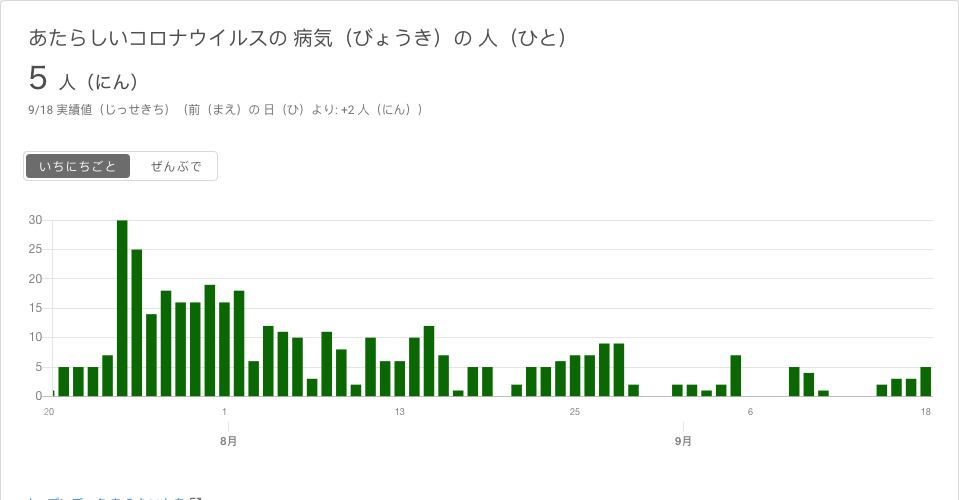 あたらしいコロナウイルスの 病気（びょうき）の 人（ひと）
5 人（にん）
9/18 実績値（じっせきち）（前（まえ）の 日（ひ）より: +2 人（にん））
いちにちごと ぜんぶで
30
25
20
15
10
5
0
20 1 13 25 6 18
8月 9月